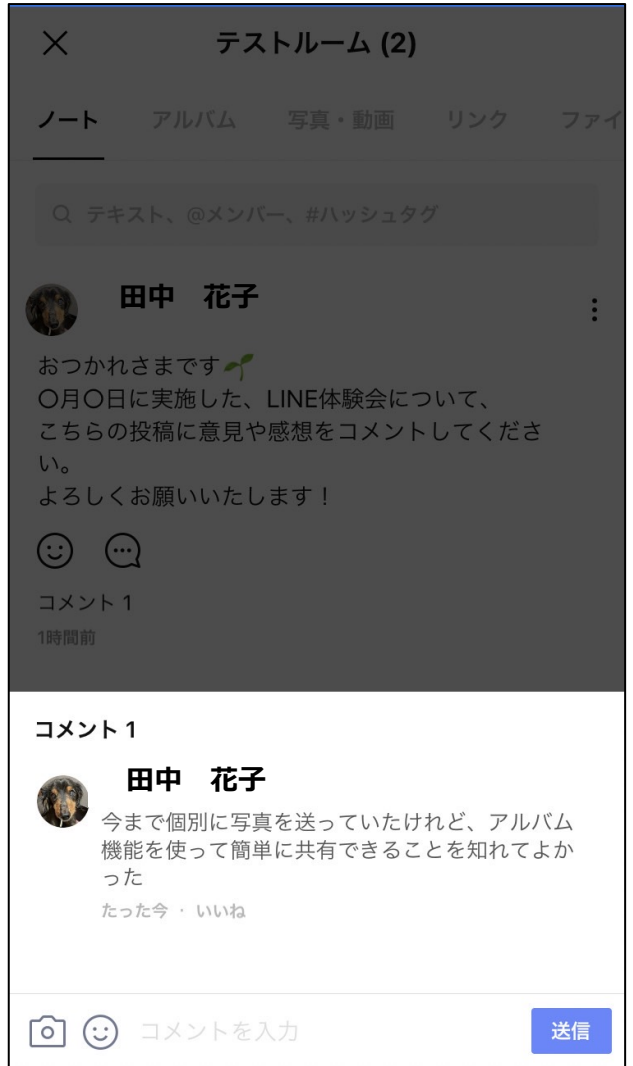 テストルーム (2)
ノート アルバム 写真・動画 リンク ファイ
テキスト、@メンバー、#ハッシュタグ
田中 花子
おつかれさまです🌱
〇月〇日に実施した、LINE体験会について、
こちらの投稿に意見や感想をコメントしてくださ
い。
よろしくお願いいたします！
コメント 1
1時間前
コメント 1
田中 花子
今まで個別に写真を送っていたけれど、アルバム
機能を使って簡単に共有できることを知れてよか
った
たった今 · いいね
コメントを入力
送信